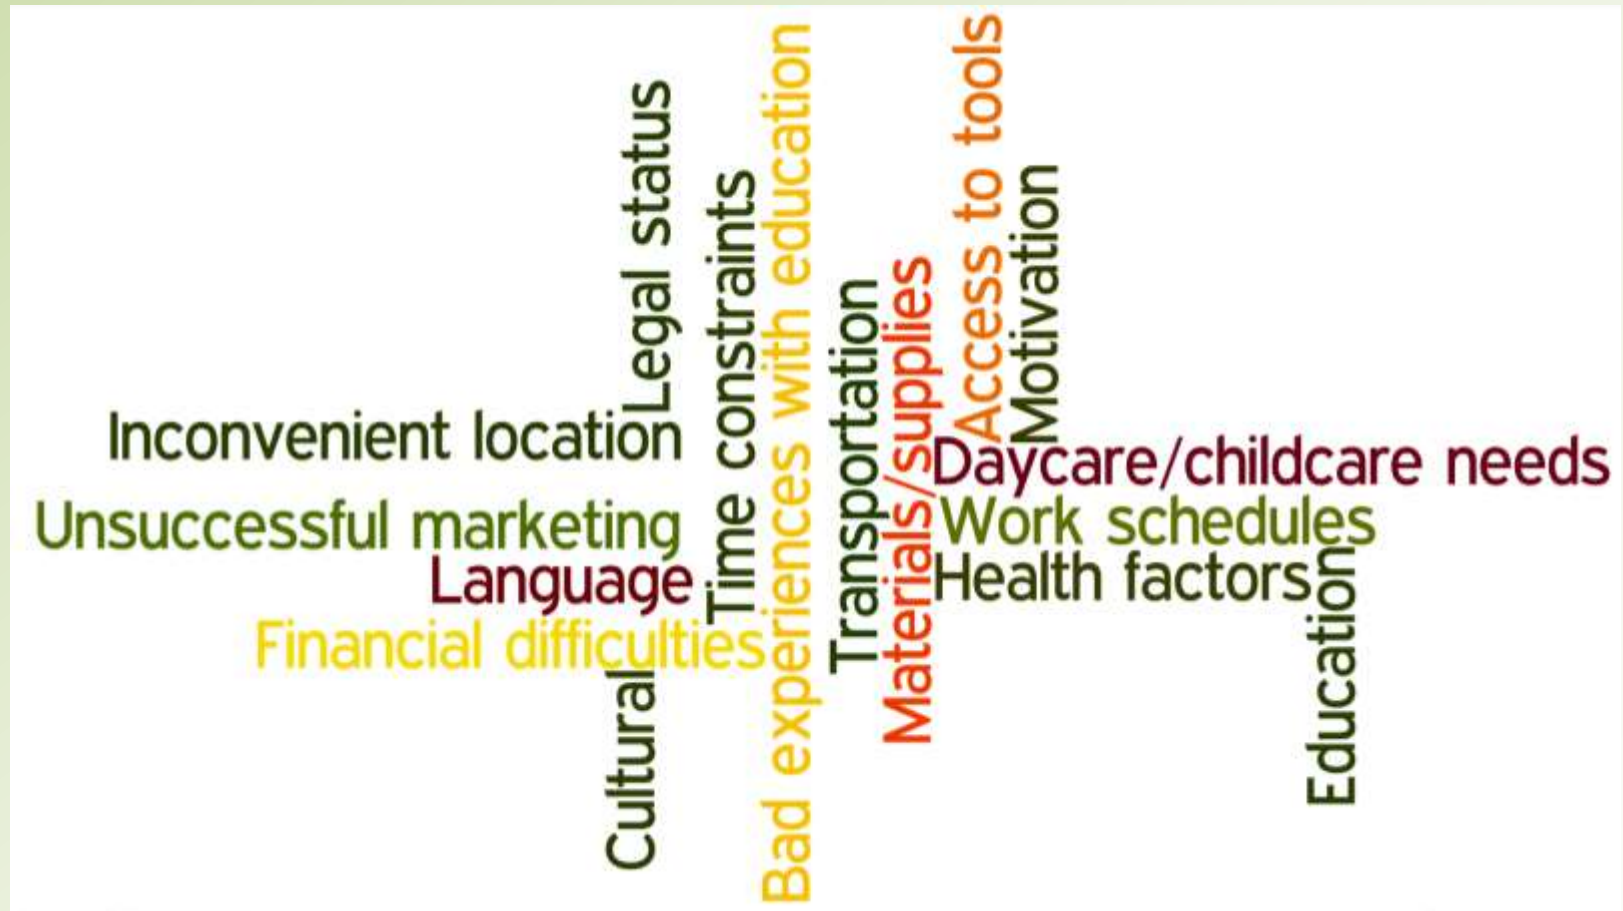 Legal status
Time constraints
Bad experiences with education
Transportation
Materials/supplies
Access to tools
Motivation
Inconvenient location
Daycare/childcare needs
Unsuccessful marketing
Work schedules
Language
Health factors
Financial difficulties
Cultural
Education